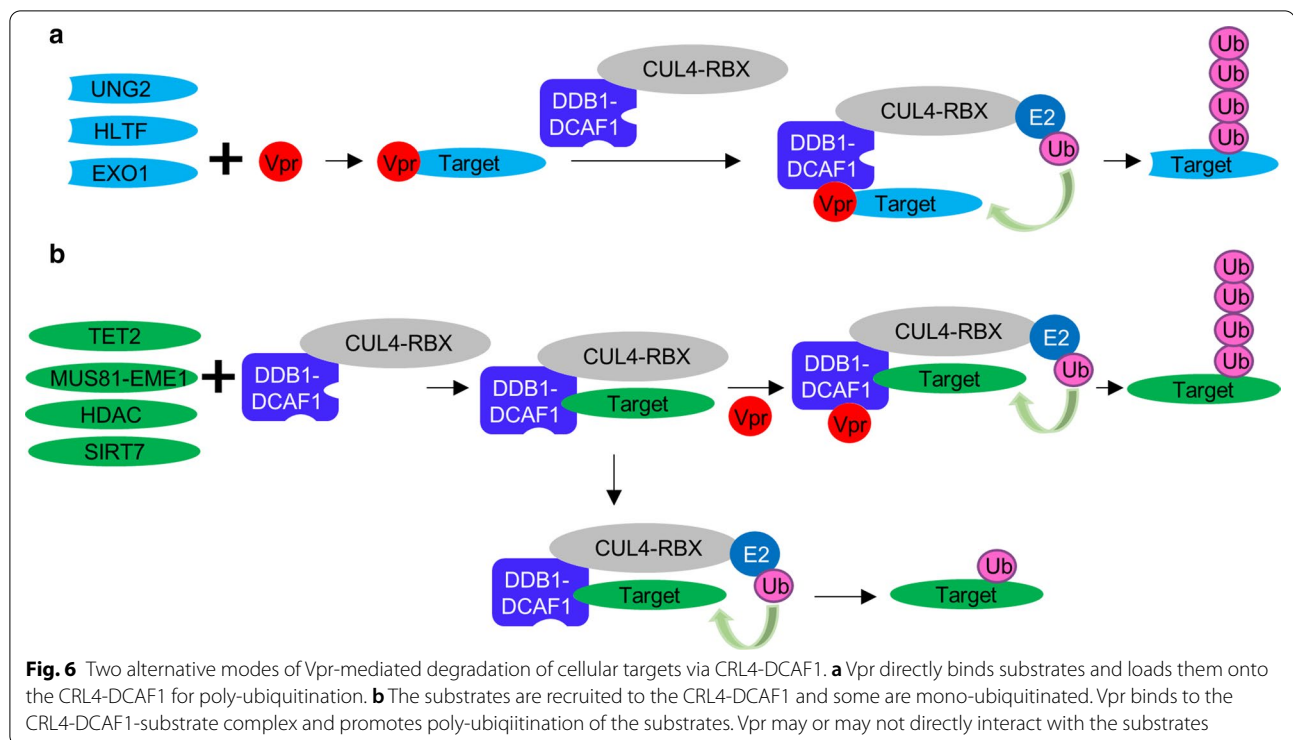 a
UNG2
HLTF
EXO1
+
Vpr
Vpr
Target
DDB1-
DCAF1
CUL4-RBX
CUL4-RBX
DDB1-
DCAF1
Vpr
Target
E2
Ub
Ub
Ub
Ub
Ub
Target
b
TET2
MUS81-EME1
HDAC
SIRT7
+
DDB1-
DCAF1
CUL4-RBX
CUL4-RBX
DDB1-
DCAF1
Target
Vpr
CUL4-RBX
DDB1-
DCAF1
Target
Vpr
E2
Ub
Ub
Ub
Ub
Ub
Target
CUL4-RBX
DDB1-
DCAF1
Target
E2
Ub
Ub
Target
Fig. 6 Two alternative modes of Vpr-mediated degradation of cellular targets via CRL4-DCAF1. a Vpr directly binds substrates and loads them onto
the CRL4-DCAF1 for poly-ubiquitination. b The substrates are recruited to the CRL4-DCAF1 and some are mono-ubiquitinated. Vpr binds to the
CRL4-DCAF1-substrate complex and promotes poly-ubiqiitination of the substrates. Vpr may or may not directly interact with the substrates